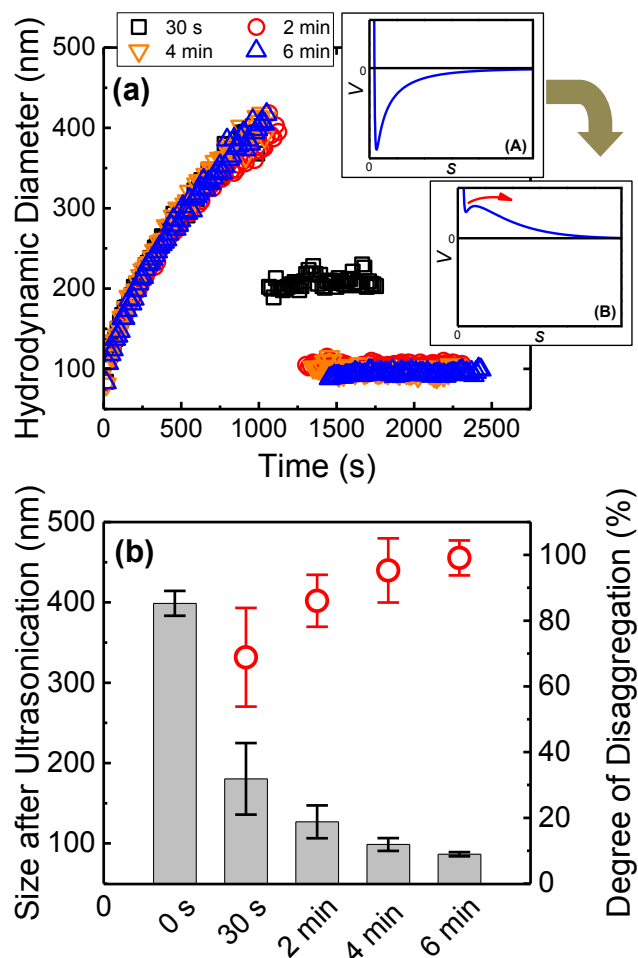 30 s 2 min
4 min 6 min
(a)
Hydrodynamic Diameter (nm)
500
400
300
200
100
0 500 1000 1500 2000 2500
Time (s)
V
0
0
S
(A)
V
0
0
S
(B)
(b)
Size after Ultrasonication (nm)
500
400
300
200
100
0
Degree of Disaggregation (%)
100
80
60
40
20
0
0 s 30 s 2 min 4 min 6 min